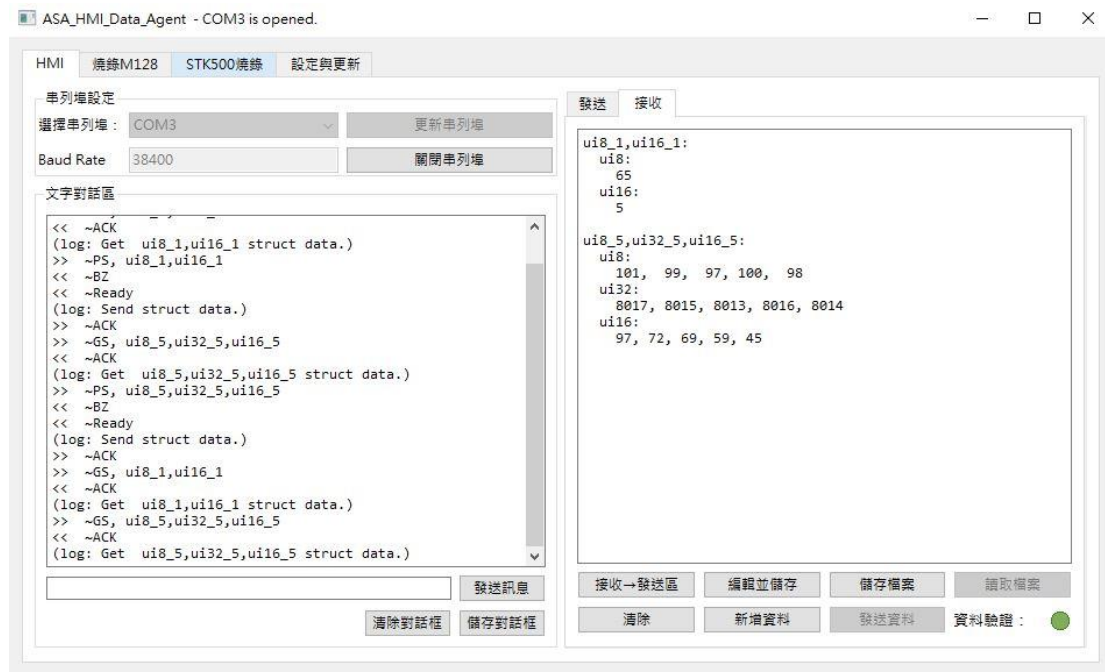 ASA_HMI_Data_Agent - COM3 is opened.
HMI 燒錄M128 STK500燒錄 設定與更新
串列埠設定
選擇串列埠： COM3 更新串列埠
Baud Rate 38400 關閉串列埠
文字對話區
<< ~ACK
(log: Get ui8_1,ui16_1 struct data.)
>> ~PS, ui8_1,ui16_1
<< ~BZ
<< ~Ready
(log: Send struct data.)
>> ~ACK
>> ~GS, ui8_5,ui32_5,ui16_5
<< ~ACK
(log: Get ui8_5,ui32_5,ui16_5 struct data.)
>> ~PS, ui8_5,ui32_5,ui16_5
<< ~BZ
<< ~Ready
(log: Send struct data.)
>> ~ACK
>> ~GS, ui8_1,ui16_1
<< ~ACK
(log: Get ui8_1,ui16_1 struct data.)
>> ~GS, ui8_5,ui32_5,ui16_5
<< ~ACK
(log: Get ui8_5,ui32_5,ui16_5 struct data.)
發送訊息
清除對話框 儲存對話框
發送 接收
ui8_1,ui16_1:
ui8:
65
ui16:
5
ui8_5,ui32_5,ui16_5:
ui8:
101, 99, 97, 100, 98
ui32:
8017, 8015, 8013, 8016, 8014
ui16:
97, 72, 69, 59, 45
接收→發送區 編輯並儲存 儲存檔案 讀取檔案
清除 新增資料 發送資料 資料驗證：